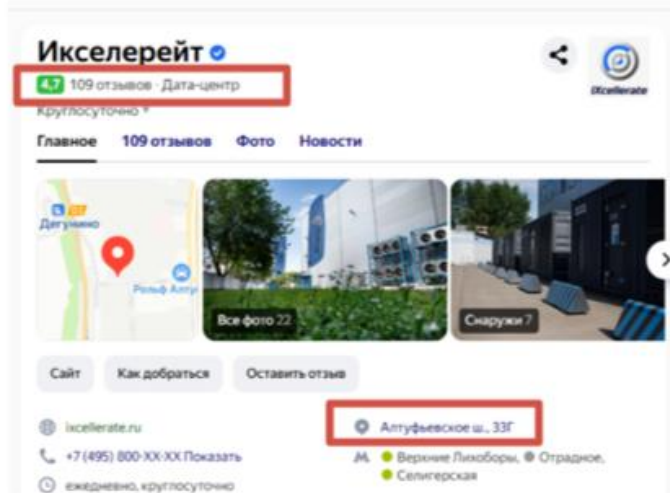 Икселерейт
iXcellerate
4,7 109 отзывов · Дата-центр
Круглосуточно
Главное 109 отзывов Фото Новости
Дегунино
Рольф Алту
Все фото 22
Снаружи 7
Сайт Как добраться Оставить отзыв
ixcellerate.ru
Алтуфьевское ш., 33Г
+7 (495) 800-XX-XX Показать
Верхние Лихоборы, Отрадное,
Селигерская
ежедневно, круглосуточно